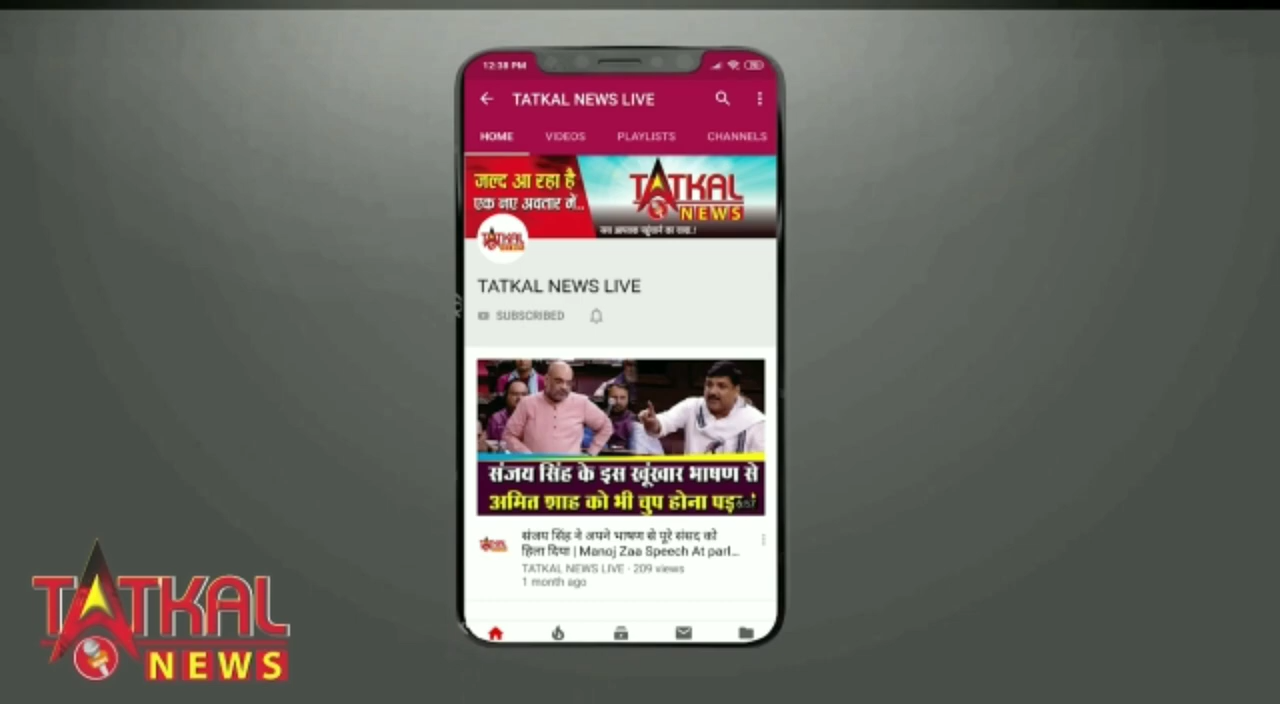 12:38 PM
TATKAL NEWS LIVE
HOME VIDEOS PLAYLISTS CHANNELS
जल्द आ रहा है
एक नए अवतार में..
TATKAL
NEWS
TATKAL
TATKAL NEWS LIVE
SUBSCRIBED
संजय सिंह के इस खूंखार भाषण से
अमित शाह को भी चुप होना पड़
संजय सिंह ने अपने भाषण से पूरे संसद को
हिला दिया | Manoj Zaa Speech At parl...
TATKAL NEWS LIVE · 209 views
1 month ago
TATKAL
NEWS